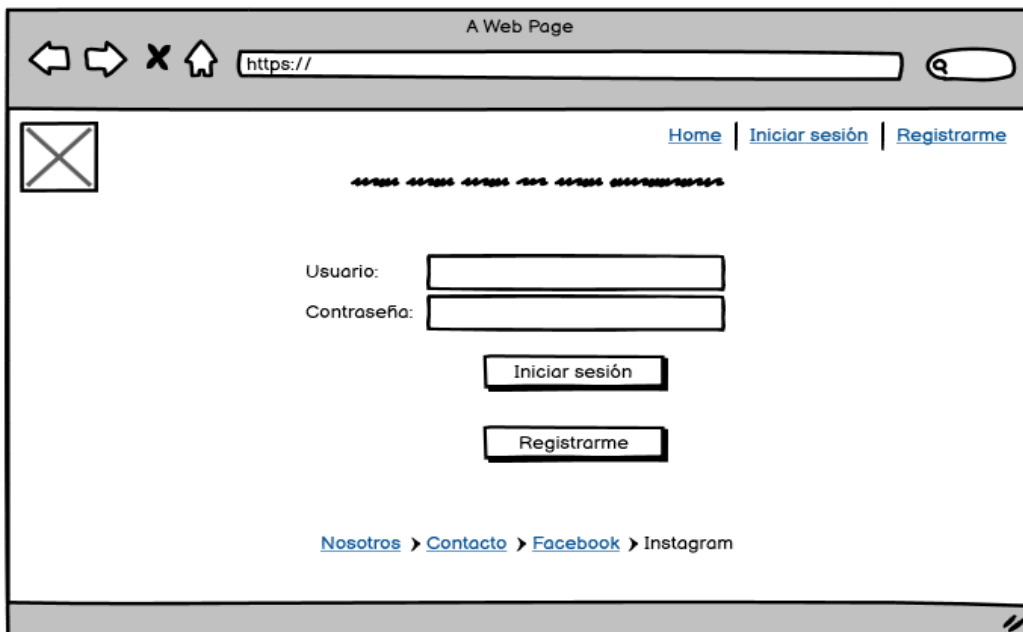 A Web Page
https://
Home | Iniciar sesión | Registrarme
Usuario:
Contraseña:
Iniciar sesión
Registrarme
Nosotros > Contacto > Facebook > Instagram